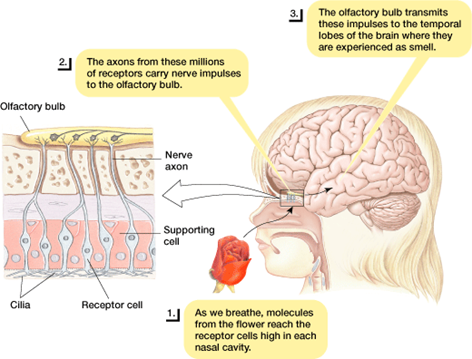 3.
The olfactory bulb transmits
these impulses to the temporal
lobes of the brain where they
are experienced as smell.
2.
The axons from these millions
of receptors carry nerve impulses
to the olfactory bulb.
Olfactory bulb
Nerve
axon
Supporting
cell
Cilia
Receptor cell
1.
As we breathe, molecules
from the flower reach the
receptor cells high in each
nasal cavity.